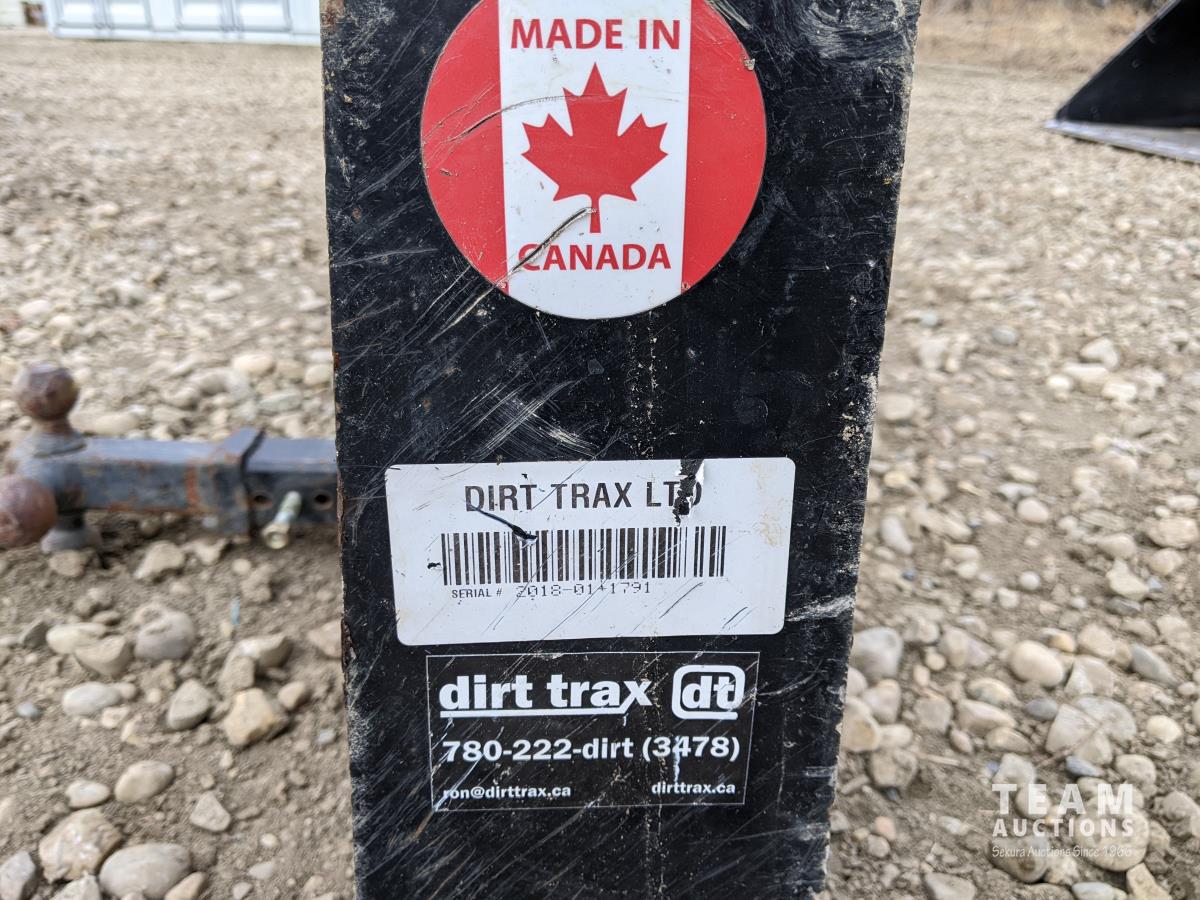 MADE IN
CANADA
DIRT TRAX LTD
SERIAL # 2018-01-1791
dirt trax dt
780-222-dirt (3478)
ron@dirttrax.ca dirttrax.ca
TEAM
AUCTIONS
Sekura Auctions Since 1966